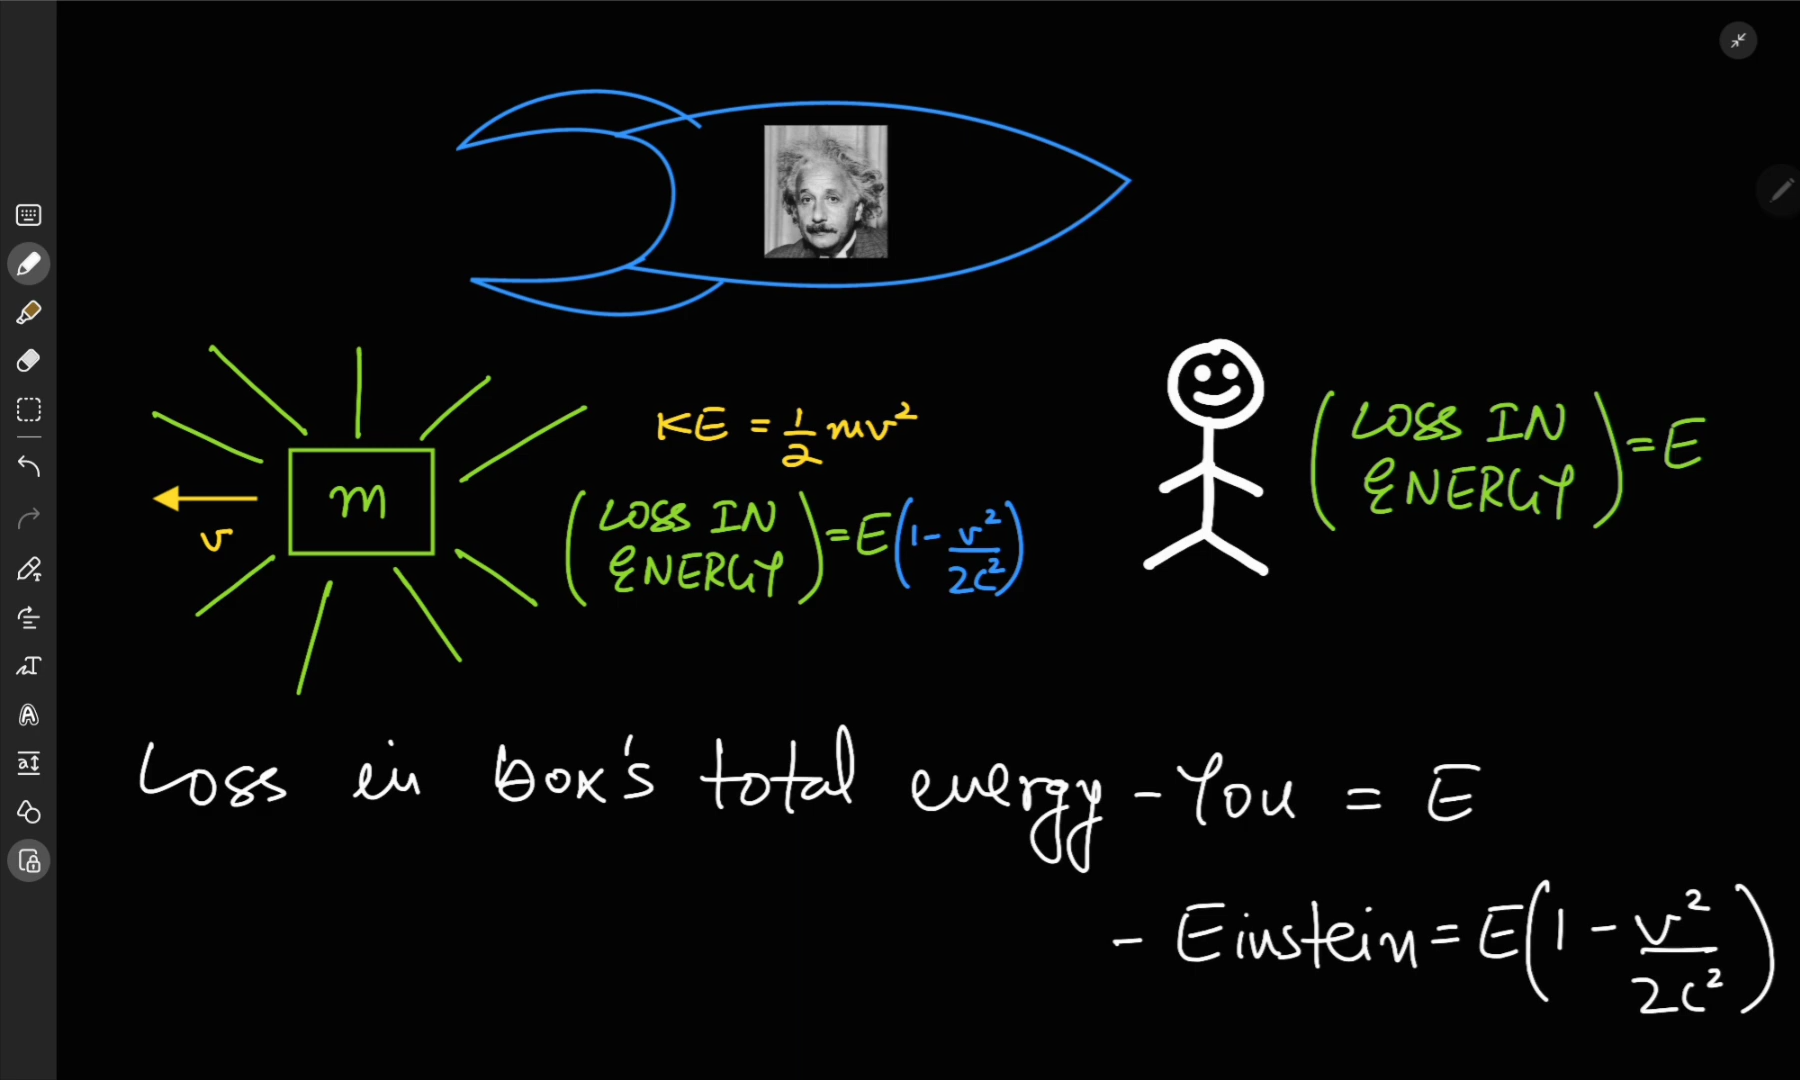 KE = 1/2 mv²
(LOSS IN ENERGY) = E
m
(LOSS IN ENERGY) = E(1 - v²/2c²)
v
Loss in box's total energy - You = E
- Einstein = E(1 - v²/2c²)